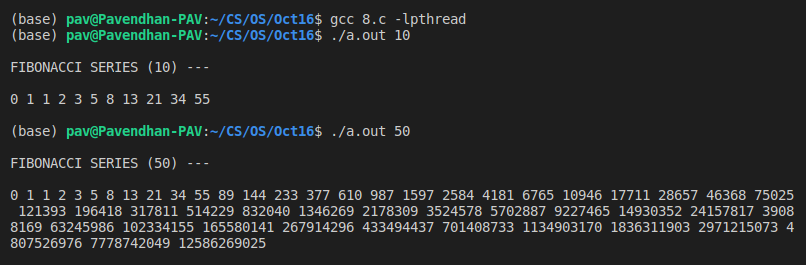 (base) pav@Pavendhan-PAV:~/CS/OS/Oct16$ gcc 8.c -lpthread
(base) pav@Pavendhan-PAV:~/CS/OS/Oct16$ ./a.out 10
FIBONACCI SERIES (10) ---
0 1 1 2 3 5 8 13 21 34 55
(base) pav@Pavendhan-PAV:~/CS/OS/Oct16$ ./a.out 50
FIBONACCI SERIES (50) ---
0 1 1 2 3 5 8 13 21 34 55 89 144 233 377 610 987 1597 2584 4181 6765 10946 17711 28657 46368 75025
121393 196418 317811 514229 832040 1346269 2178309 3524578 5702887 9227465 14930352 24157817 3908
8169 63245986 102334155 165580141 267914296 433494437 701408733 1134903170 1836311903 2971215073 4
807526976 7778742049 12586269025